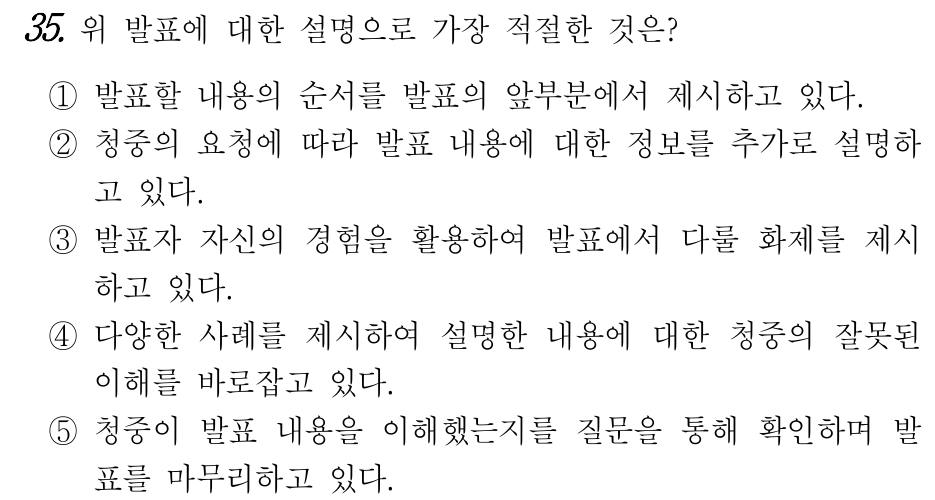 35. 위 발표에 대한 설명으로 가장 적절한 것은?
① 발표할 내용의 순서를 발표의 앞부분에서 제시하고 있다.
② 청중의 요청에 따라 발표 내용에 대한 정보를 추가로 설명하
고 있다.
③ 발표자 자신의 경험을 활용하여 발표에서 다룰 화제를 제시
하고 있다.
④ 다양한 사례를 제시하여 설명한 내용에 대한 청중의 잘못된
이해를 바로잡고 있다.
⑤ 청중이 발표 내용을 이해했는지를 질문을 통해 확인하며 발
표를 마무리하고 있다.